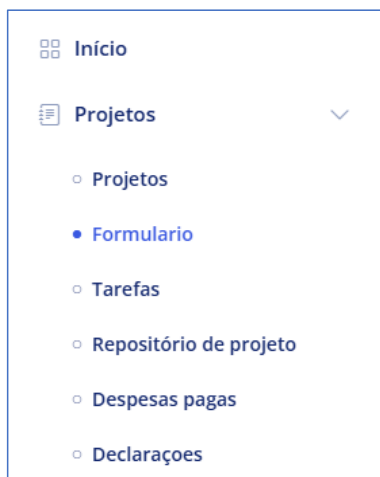 Início
Projetos
Projetos
Formulario
Tarefas
Repositório de projeto
Despesas pagas
Declaraçoes